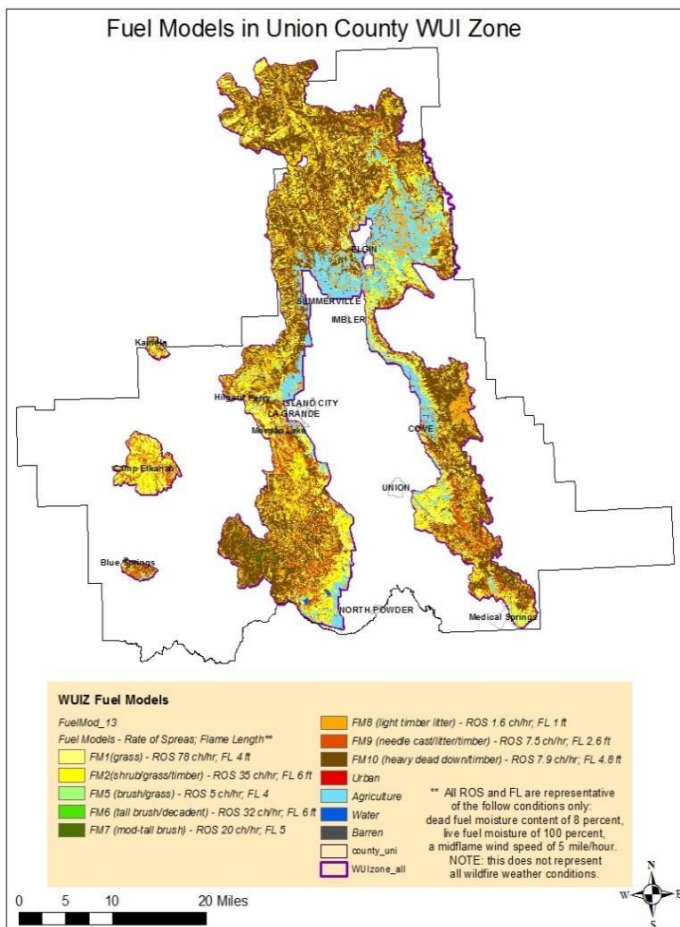 Fuel Models in Union County WUI Zone
ELGIN
SUMMERVILLE
IMBLER
Kamela
Hilgard Ferry
ISLAND CITY
LA GRANDE
Morgan Lake
COVE
Camp Elkanah
UNION
Blue Springs
NORTH POWDER
Medical Springs
WUIZ Fuel Models
FuelMod_13
Fuel Models - Rate of Spreas; Flame Length**
FM1(grass) - ROS 78 ch/hr; FL 4 ft
FM2(shrub/grass/timber) - ROS 35 ch/hr; FL 6 ft
FM5 (brush/grass) - ROS 5 ch/hr; FL 4
FM6 (tall brush/decadent) - ROS 32 ch/hr; FL 6 ft
FM7 (mod-tall brush) - ROS 20 ch/hr; FL 5
FM8 (light timber litter) - ROS 1.6 ch/hr; FL 1 ft
FM9 (needle cast/litter/timber) - ROS 7.5 ch/hr; FL 2.6 ft
FM10 (heavy dead down/timber) - ROS 7.9 ch/hr; FL 4.8 ft
Urban
Agriculture
Water
Barren
county_uni
WUIzone_all
** All ROS and FL are representative
of the follow conditions only:
dead fuel moisture content of 8 percent,
live fuel moisture of 100 percent,
a midflame wind speed of 5 mile/hour.
NOTE: this does not represent
all wildfire weather conditions.
0 5 10 20 Miles
N
W E
S